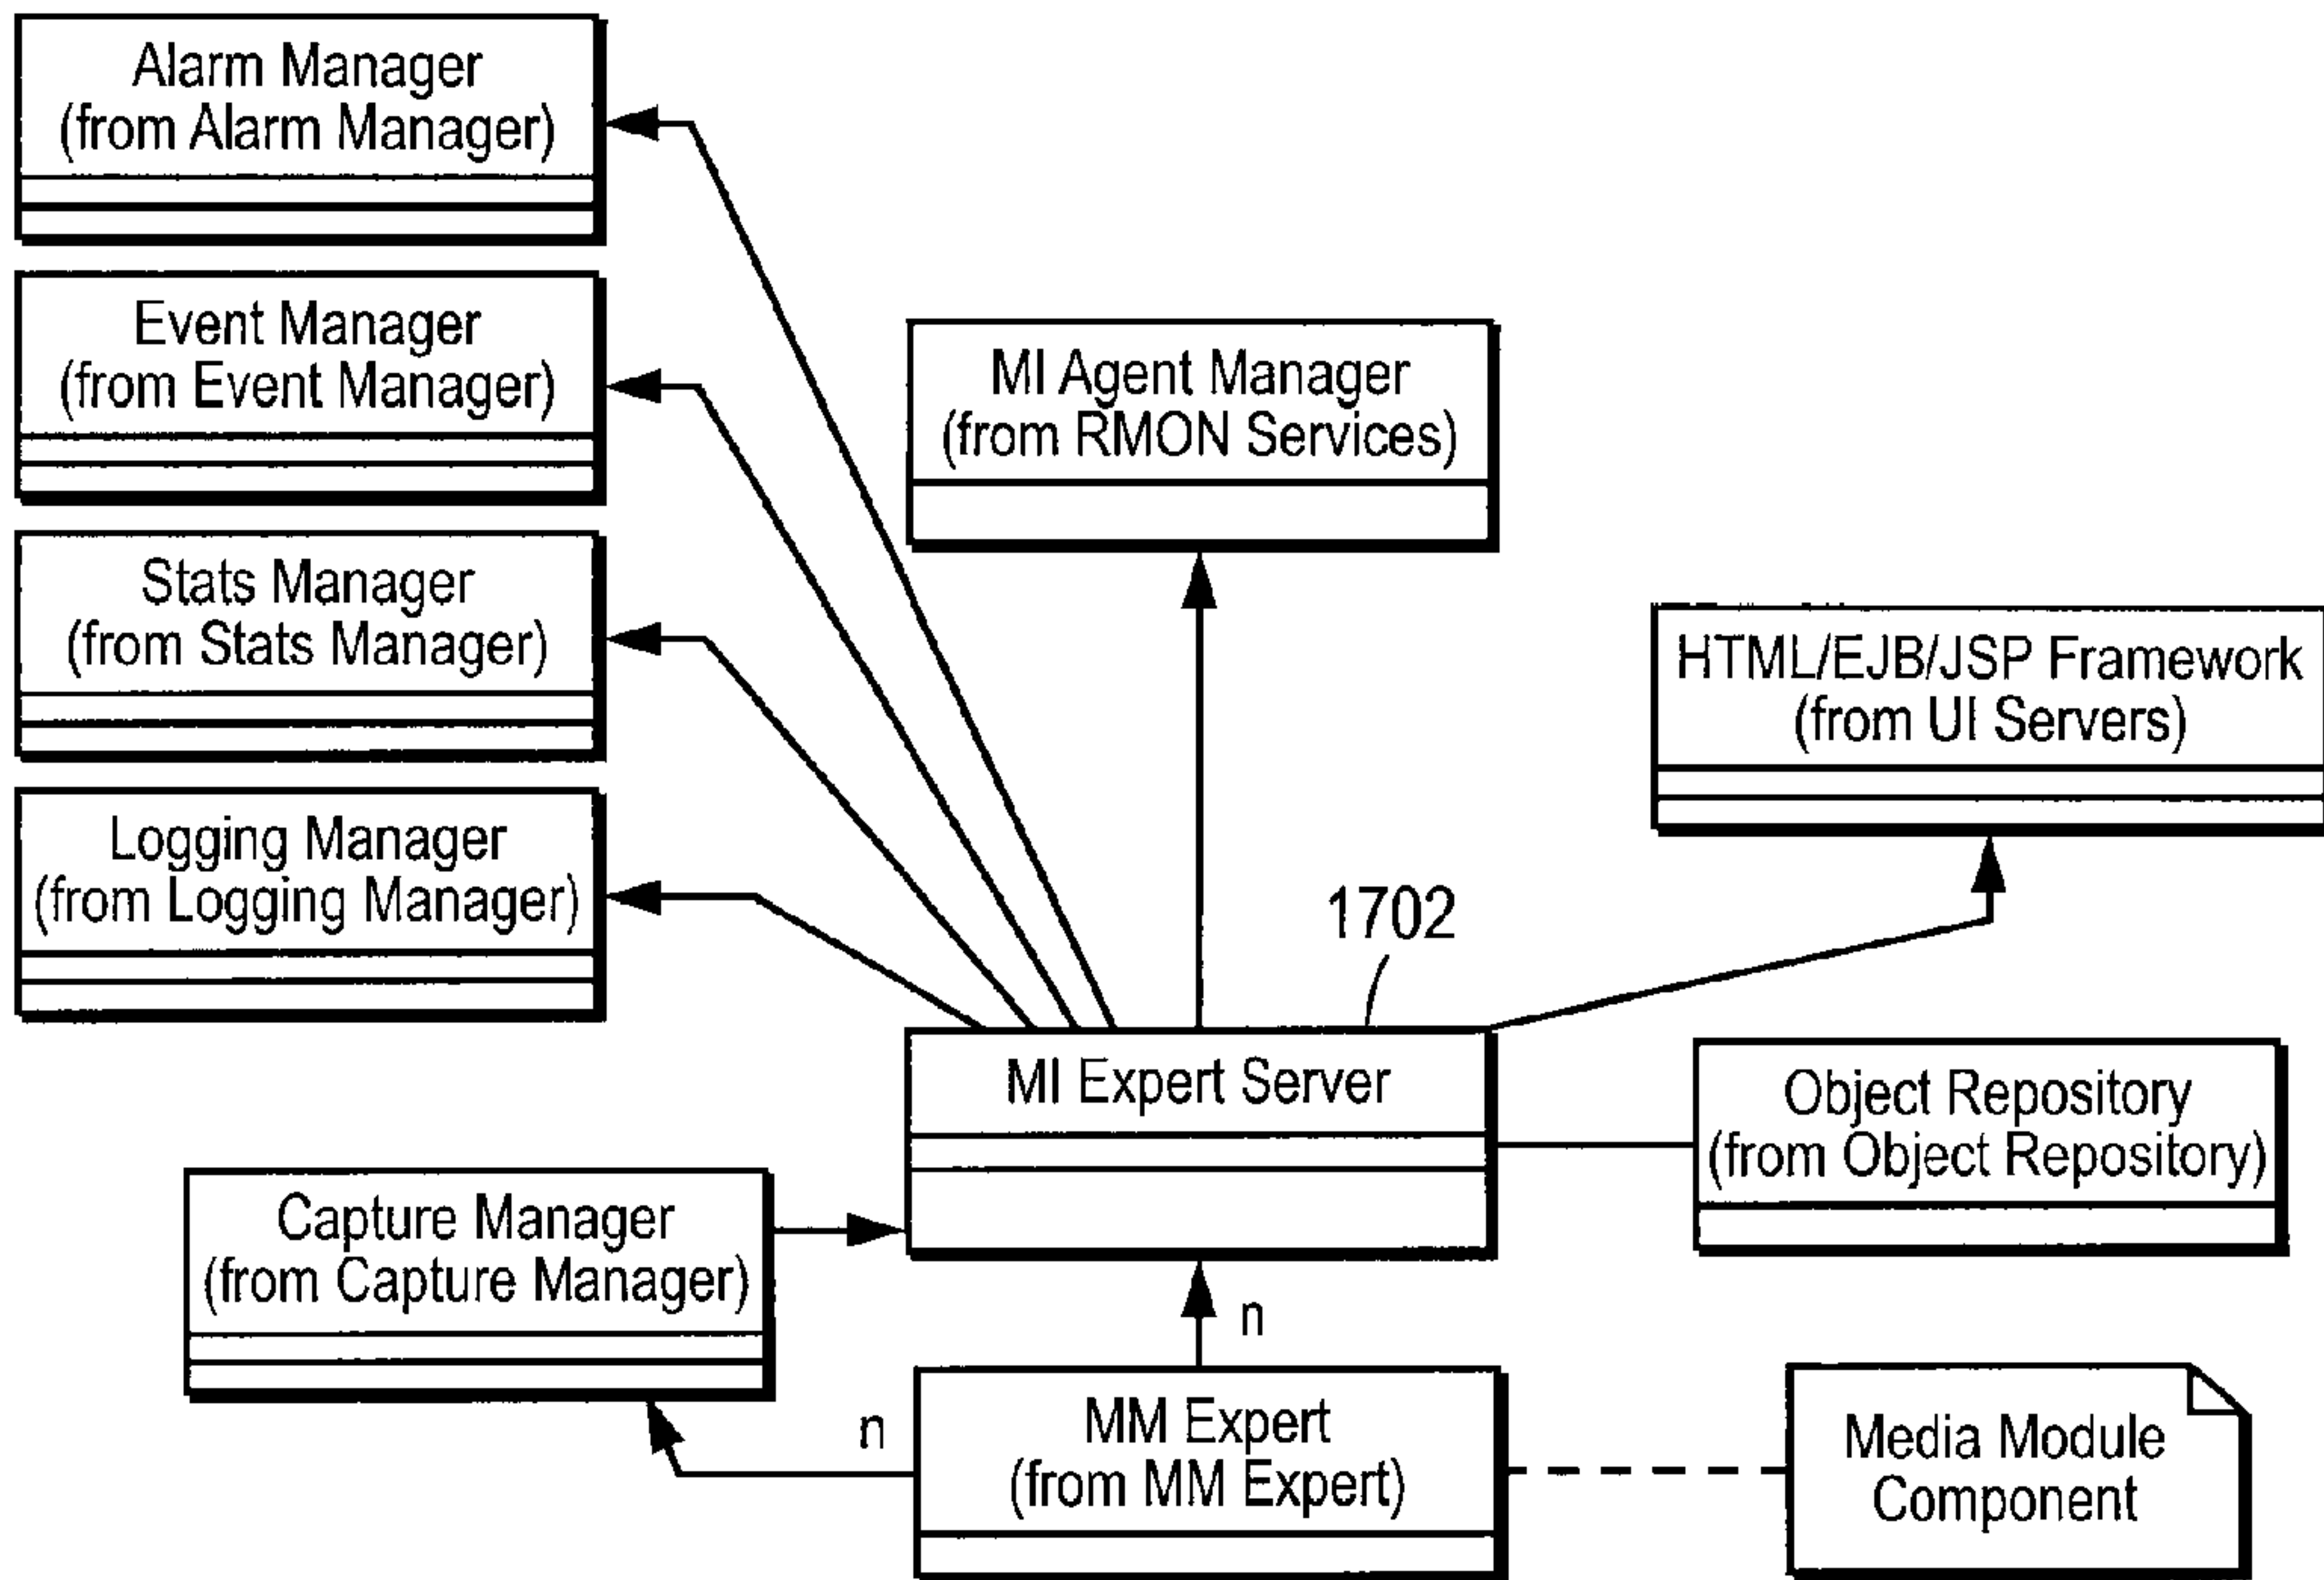 Alarm Manager
(from Alarm Manager)
Event Manager
(from Event Manager)
MI Agent Manager
(from RMON Services)
Stats Manager
(from Stats Manager)
HTML/EJB/JSP Framework
(from UI Servers)
Logging Manager
(from Logging Manager)
1702
MI Expert Server
Object Repository
(from Object Repository)
Capture Manager
(from Capture Manager)
n
n
MM Expert
(from MM Expert)
Media Module
Component